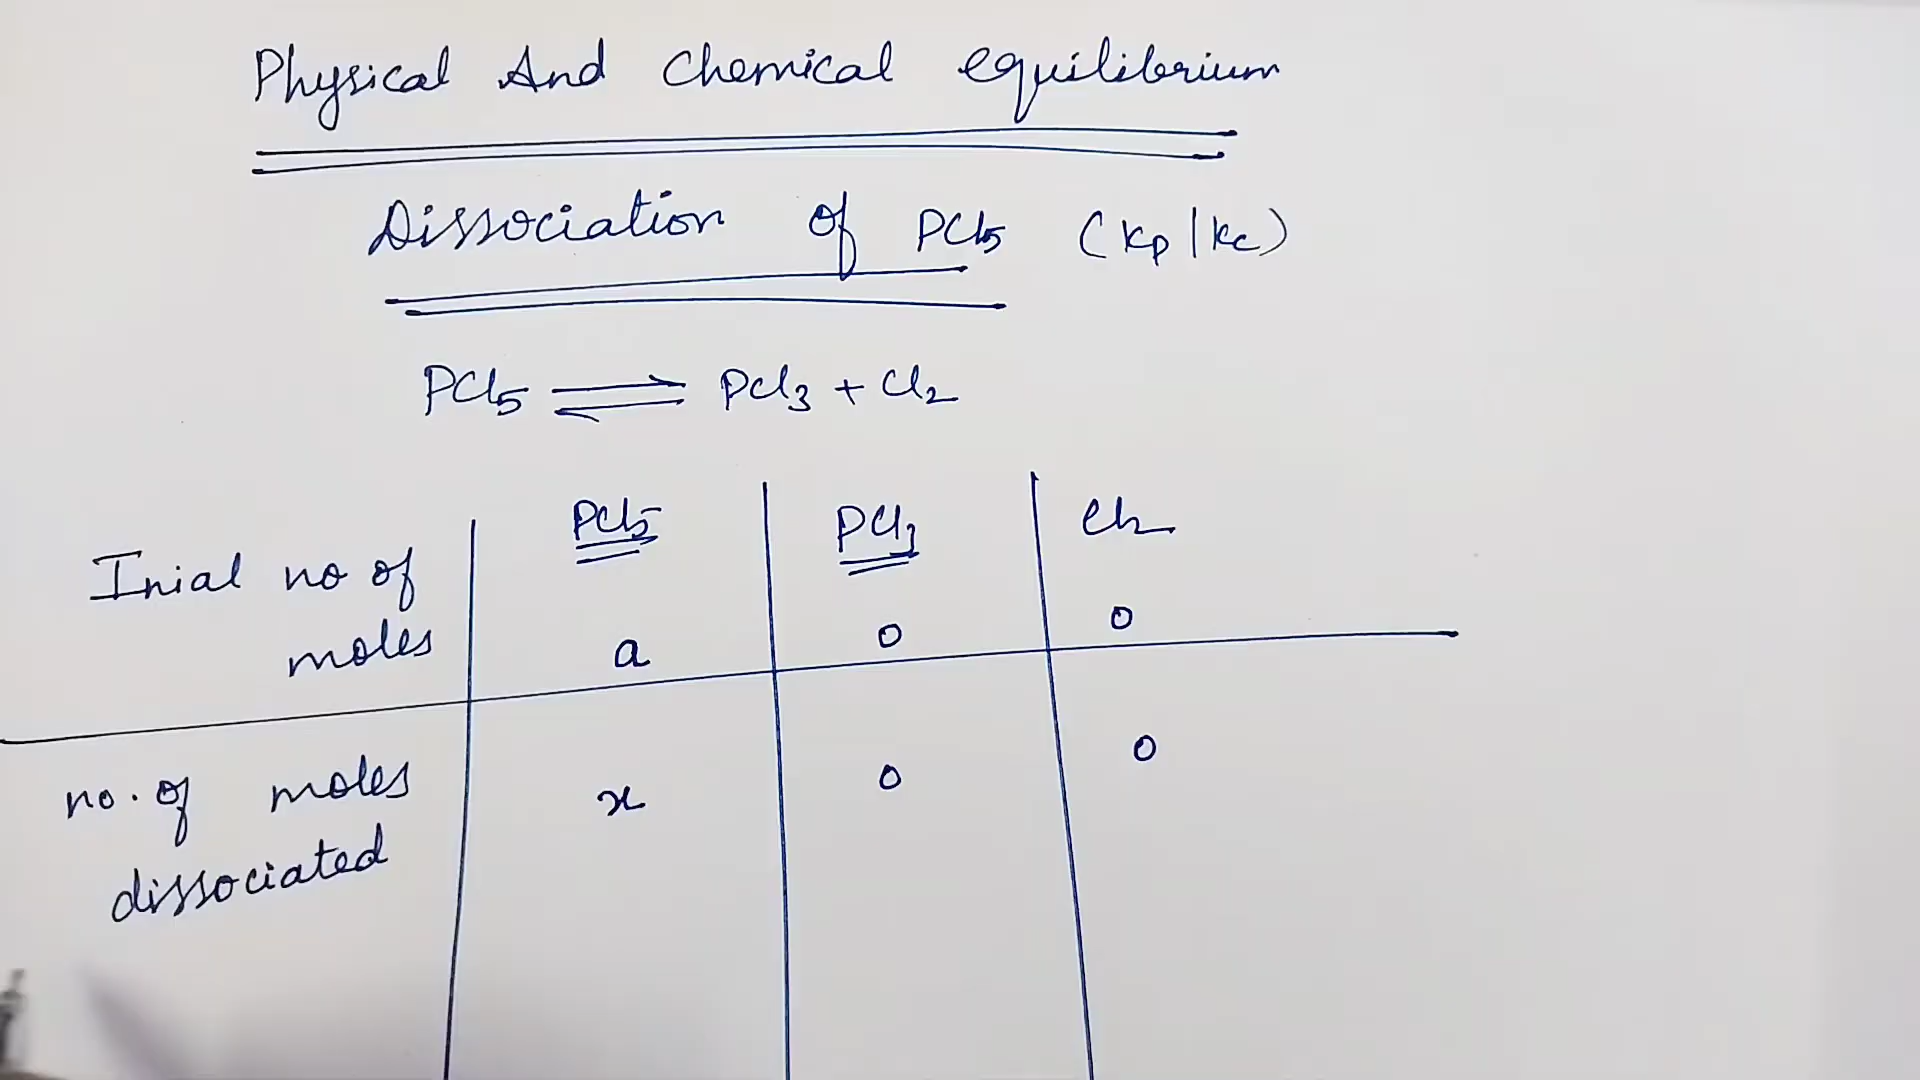 Physical And Chemical equilibrium
Dissociation of PCl5 (Kp/Kc)
PCl5 ⇌ PCl3 + Cl2
PCl5 PCl3 Cl2
Inial no of
moles a 0 0
no. of moles x 0 0
dissociated